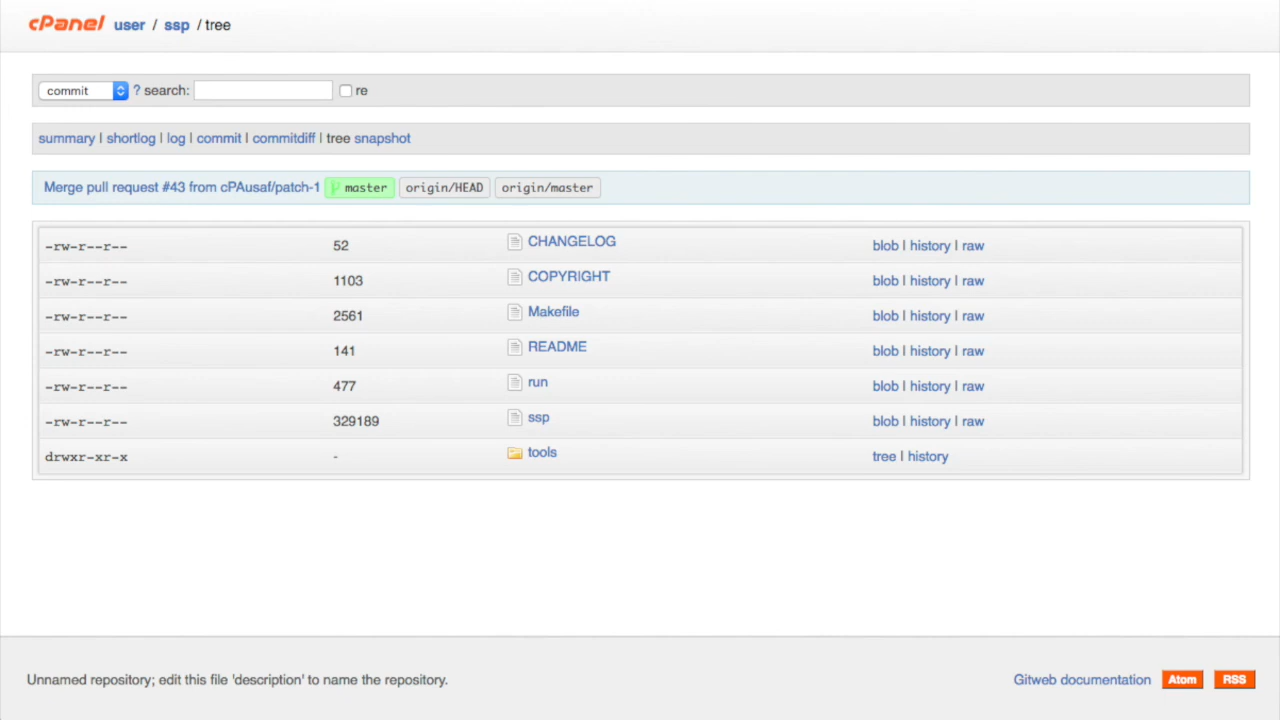 cPanel user / ssp / tree
commit ? search: re
summary | shortlog | log | commit | commitdiff | tree snapshot
Merge pull request #43 from cPAusaf/patch-1 master origin/HEAD origin/master
-rw-r--r-- 52 CHANGELOG blob | history | raw
-rw-r--r-- 1103 COPYRIGHT blob | history | raw
-rw-r--r-- 2561 Makefile blob | history | raw
-rw-r--r-- 141 README blob | history | raw
-rw-r--r-- 477 run blob | history | raw
-rw-r--r-- 329189 ssp blob | history | raw
drwxr-xr-x - tools tree | history
Unnamed repository; edit this file 'description' to name the repository. Gitweb documentation Atom RSS